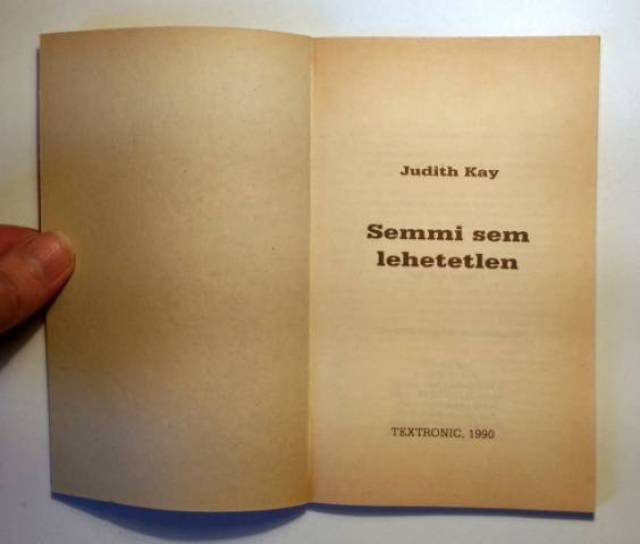 Judith Kay
Semmi sem
lehetetlen
TEXTRONIC, 1990